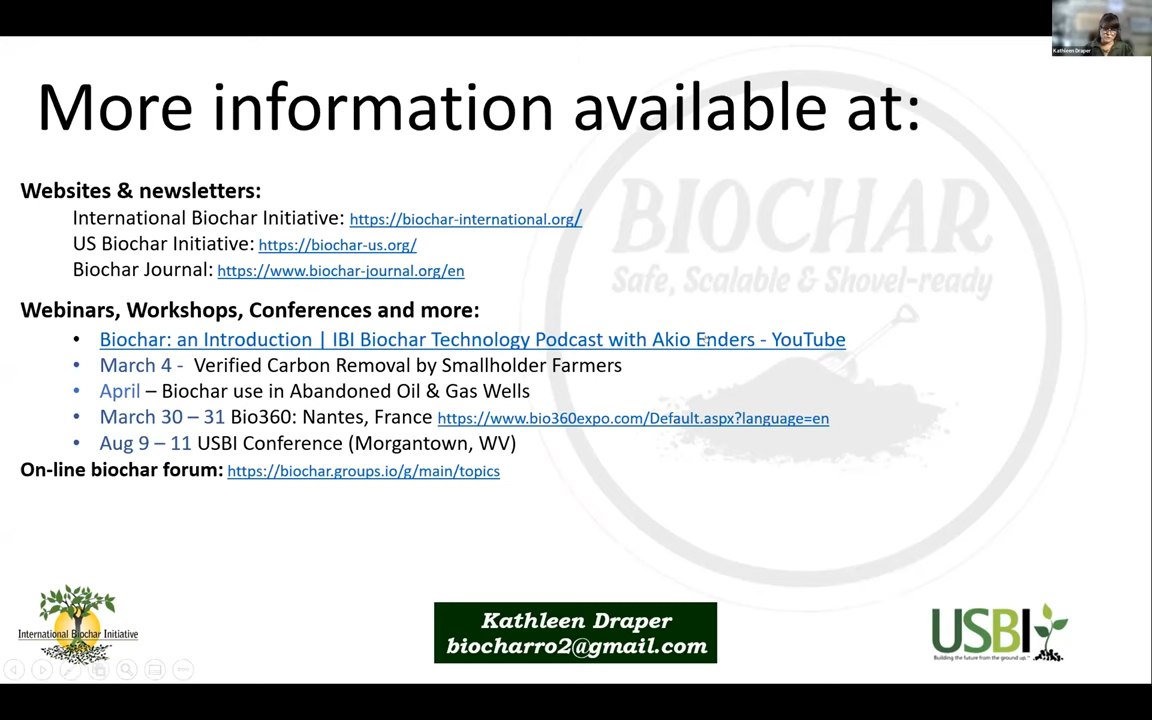 Kathleen Draper
More information available at:
BIOCHAR
Safe, Scalable & Shovel-ready
Websites & newsletters:
International Biochar Initiative: https://biochar-international.org/
US Biochar Initiative: https://biochar-us.org/
Biochar Journal: https://www.biochar-journal.org/en
Webinars, Workshops, Conferences and more:
• Biochar: an Introduction | IBI Biochar Technology Podcast with Akio Enders - YouTube
• March 4 - Verified Carbon Removal by Smallholder Farmers
• April – Biochar use in Abandoned Oil & Gas Wells
• March 30 – 31 Bio360: Nantes, France https://www.bio360expo.com/Default.aspx?language=en
• Aug 9 – 11 USBI Conference (Morgantown, WV)
On-line biochar forum: https://biochar.groups.io/g/main/topics
International Biochar Initiative
Kathleen Draper
biocharro2@gmail.com
USBI
Building the future from the ground up.™